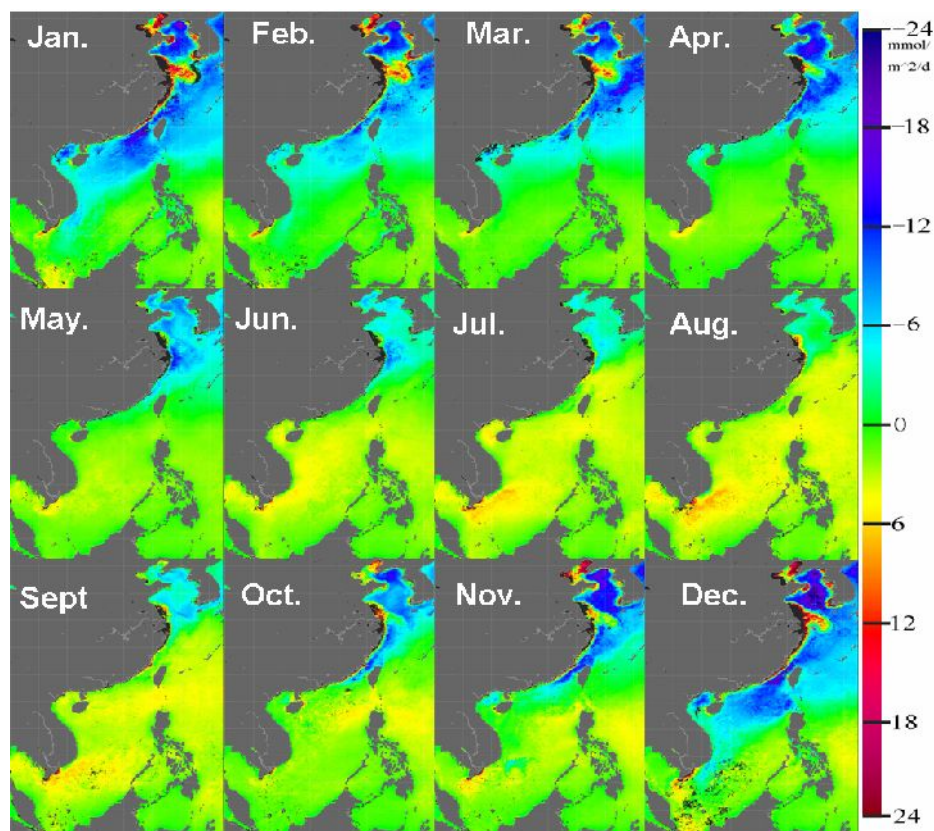 Jan.
Feb.
Mar.
Apr.
May.
Jun.
Jul.
Aug.
Sept
Oct.
Nov.
Dec.
-24
mmol/
m^2/d
-18
-12
-6
0
6
12
18
24